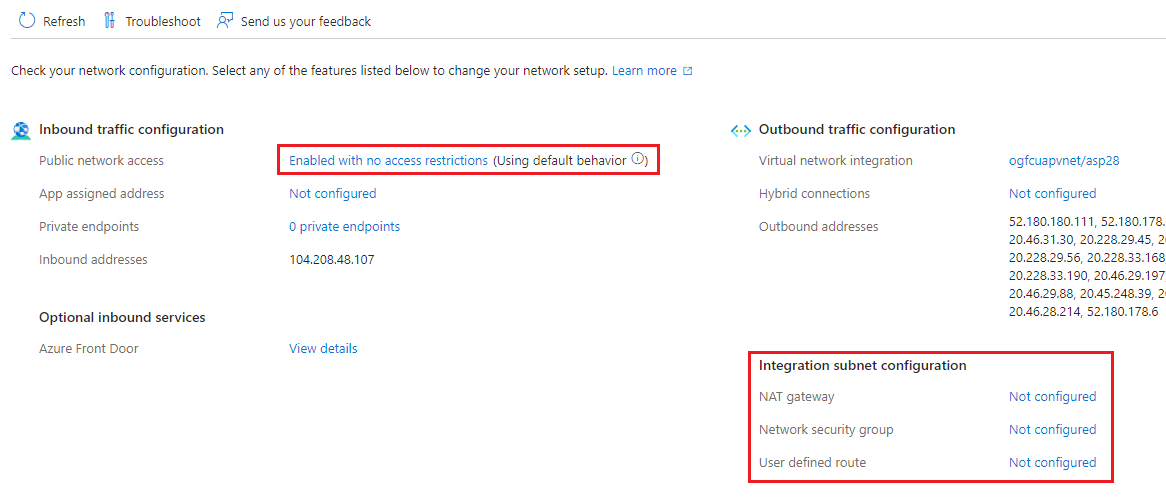 Refresh Troubleshoot Send us your feedback
Check your network configuration. Select any of the features listed below to change your network setup. Learn more
Inbound traffic configuration
Public network access Enabled with no access restrictions (Using default behavior)
App assigned address Not configured
Private endpoints 0 private endpoints
Inbound addresses 104.208.48.107
Optional inbound services
Azure Front Door View details
Outbound traffic configuration
Virtual network integration ogfcuapvnet/asp28
Hybrid connections Not configured
Outbound addresses 52.180.180.111, 52.180.178.
20.46.31.30, 20.228.29.45, 2
20.228.29.56, 20.228.33.168,
20.228.33.190, 20.46.29.197,
20.46.29.88, 20.45.248.39, 2
20.46.28.214, 52.180.178.6
Integration subnet configuration
NAT gateway Not configured
Network security group Not configured
User defined route Not configured